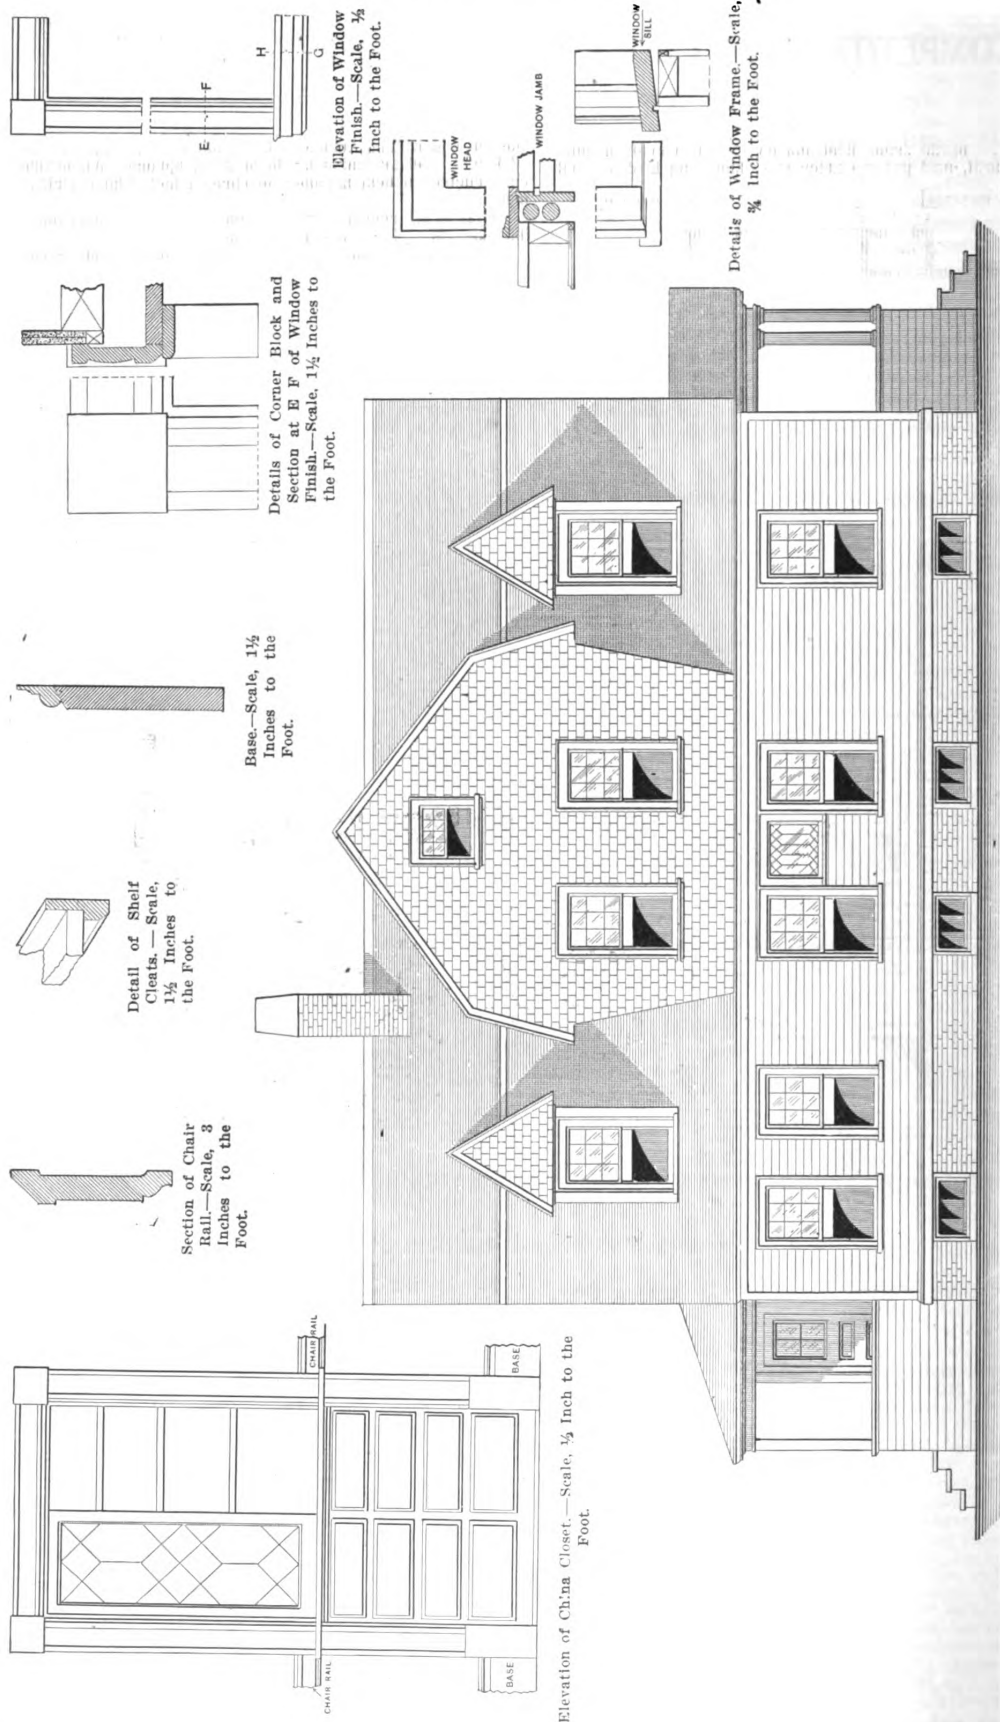 CHAIR RAIL
BASE
CHAIR RAIL
BASE
Elevation of China Closet.—Scale, ½ Inch to the
Foot.
Section of Chair
Rail.—Scale, 3
Inches to the
Foot.
Detail of Shelf
Cleats.—Scale,
1½ Inches to
the Foot.
Base.—Scale, 1½
Inches to the
Foot.
Details of Corner Block and
Section at E F of Window
Finish.—Scale, 1½ Inches to
the Foot.
E
F
H
G
Elevation of Window
Finish.—Scale, ½
Inch to the Foot.
WINDOW
HEAD
WINDOW JAMB
WINDOW
SILL
Details of Window Frame.—Scale,
¾ Inch to the Foot.